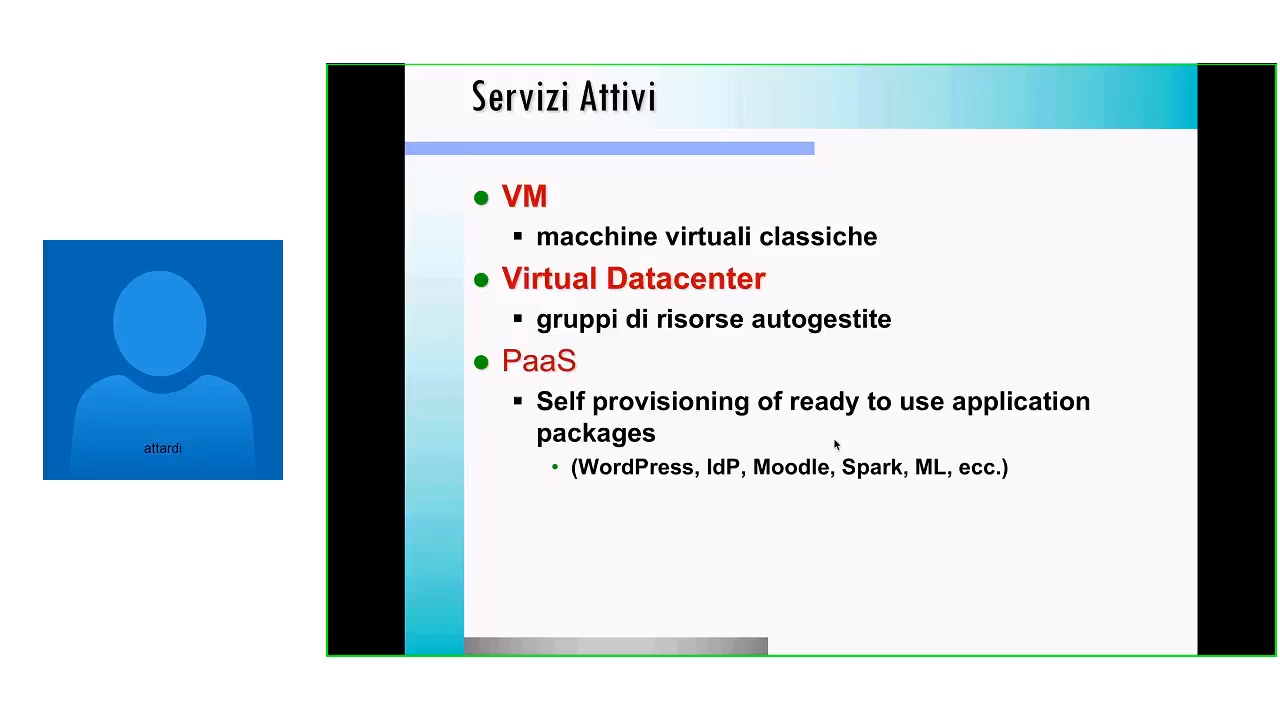 Servizi Attivi
VM
macchine virtuali classiche
Virtual Datacenter
gruppi di risorse autogestite
PaaS
Self provisioning of ready to use application
packages
(WordPress, IdP, Moodle, Spark, ML, ecc.)
attardi